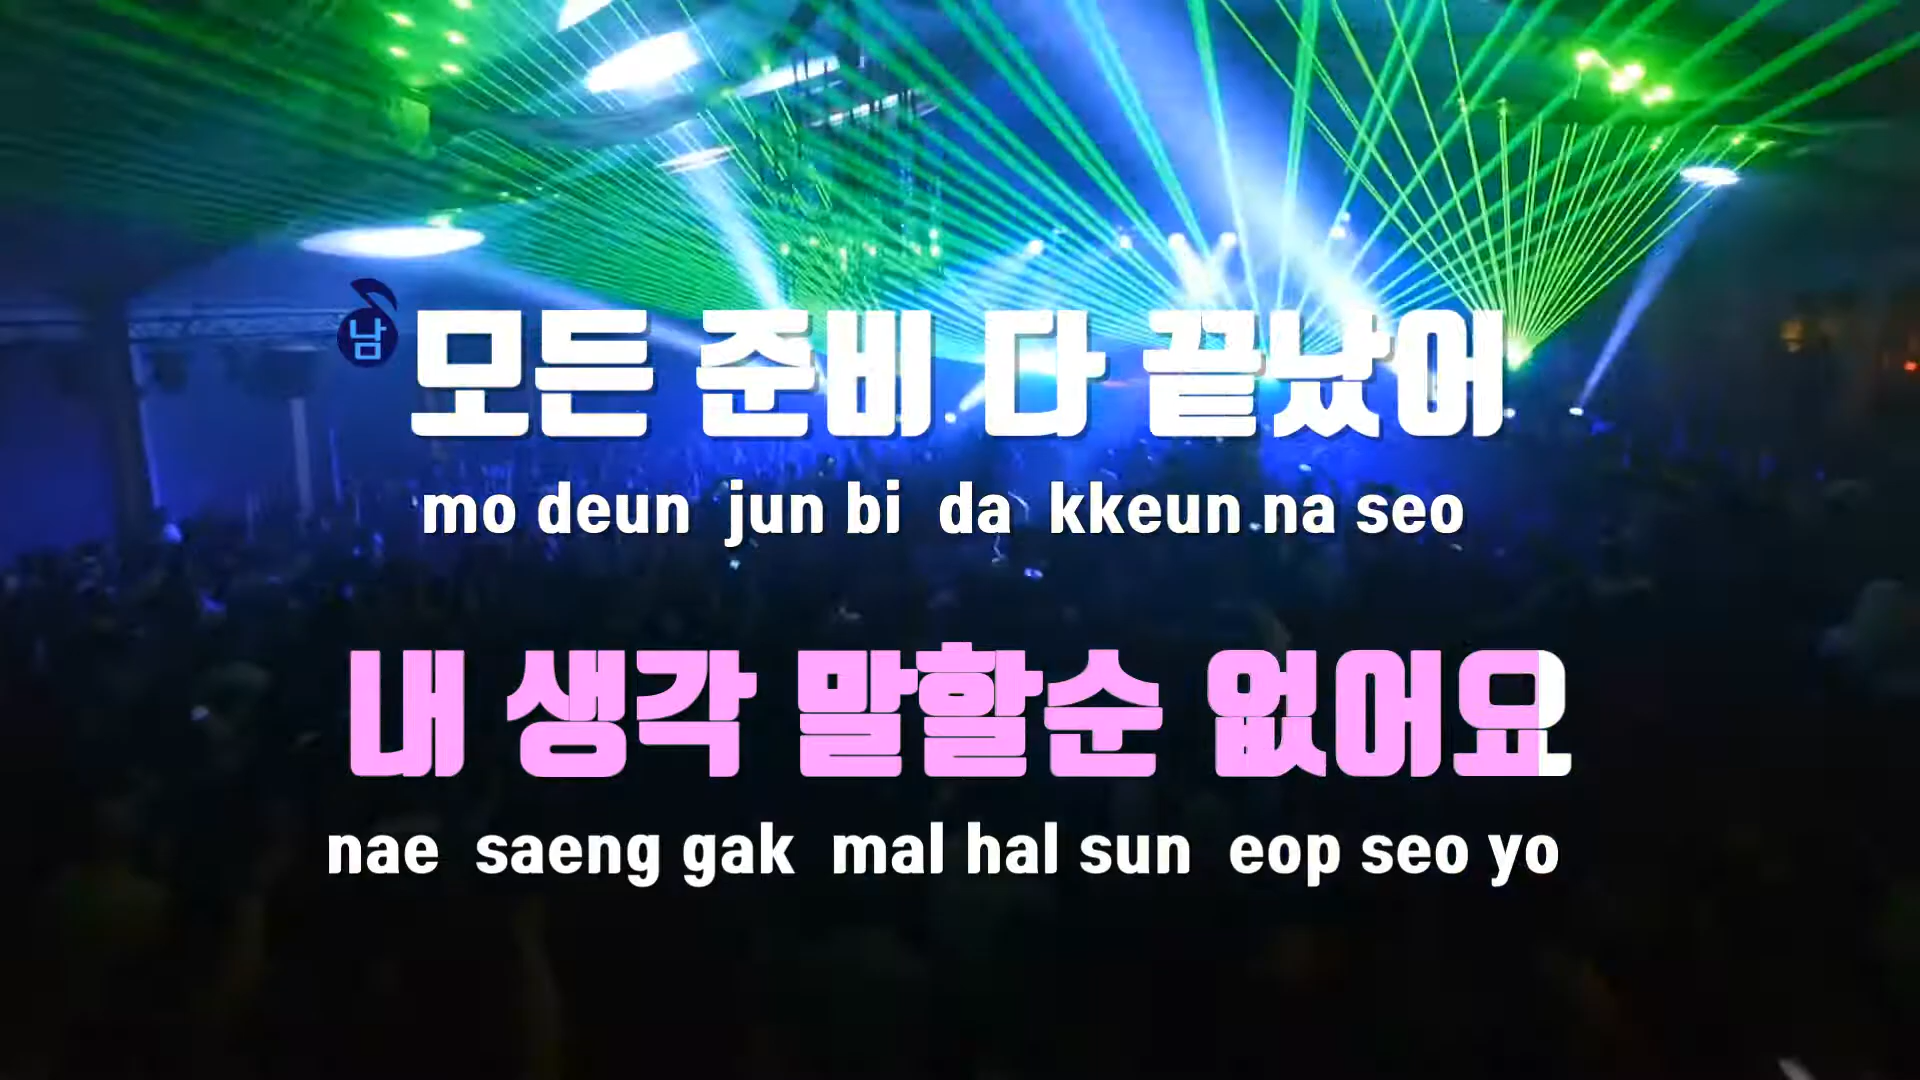 남
모든 준비 다 끝났어
mo deun jun bi da kkeun na seo
내 생각 말할순 없어요
nae saeng gak mal hal sun eop seo yo